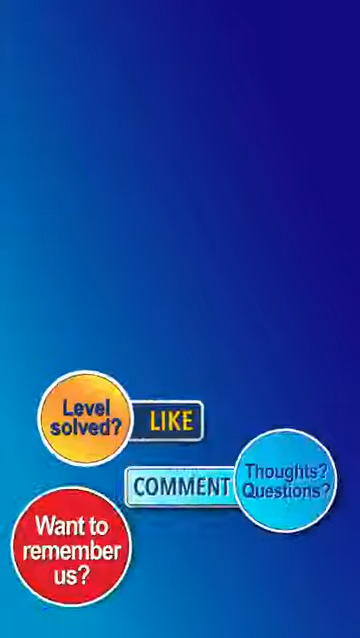 Level
solved?
LIKE
Thoughts?
Questions?
COMMENT
Want to
remember
us?